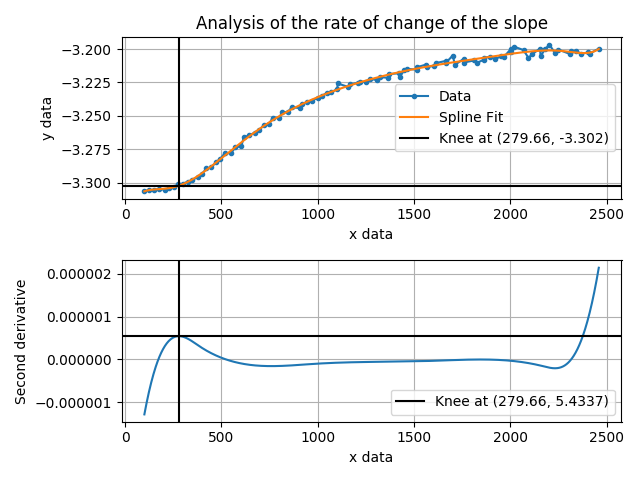 Analysis of the rate of change of the slope
y data
−3.200
−3.225
−3.250
−3.275
−3.300
Data
Spline Fit
Knee at (279.66, -3.302)
0
500
1000
1500
2000
2500
x data
Second derivative
0.000002
0.000001
0.000000
−0.000001
Knee at (279.66, 5.4337)
0
500
1000
1500
2000
2500
x data